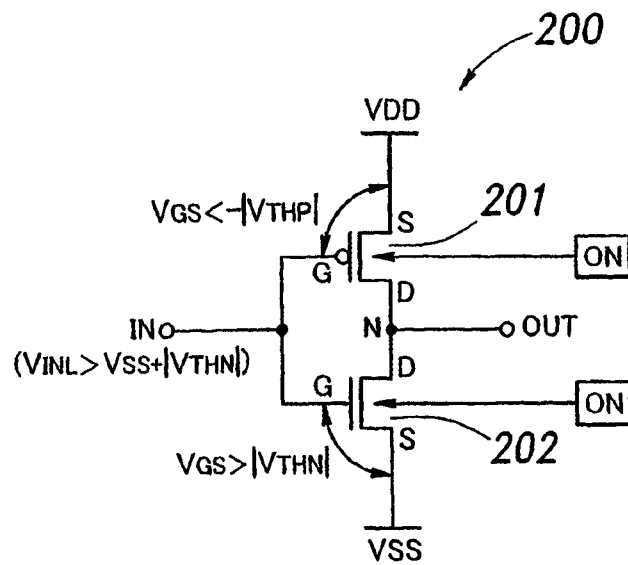 200
VDD
VGS<-|VTHP|
S
201
G
ON
D
IN
N
OUT
(VINL>VSS+|VTHN|)
D
G
ON
S
202
VGS>|VTHN|
VSS